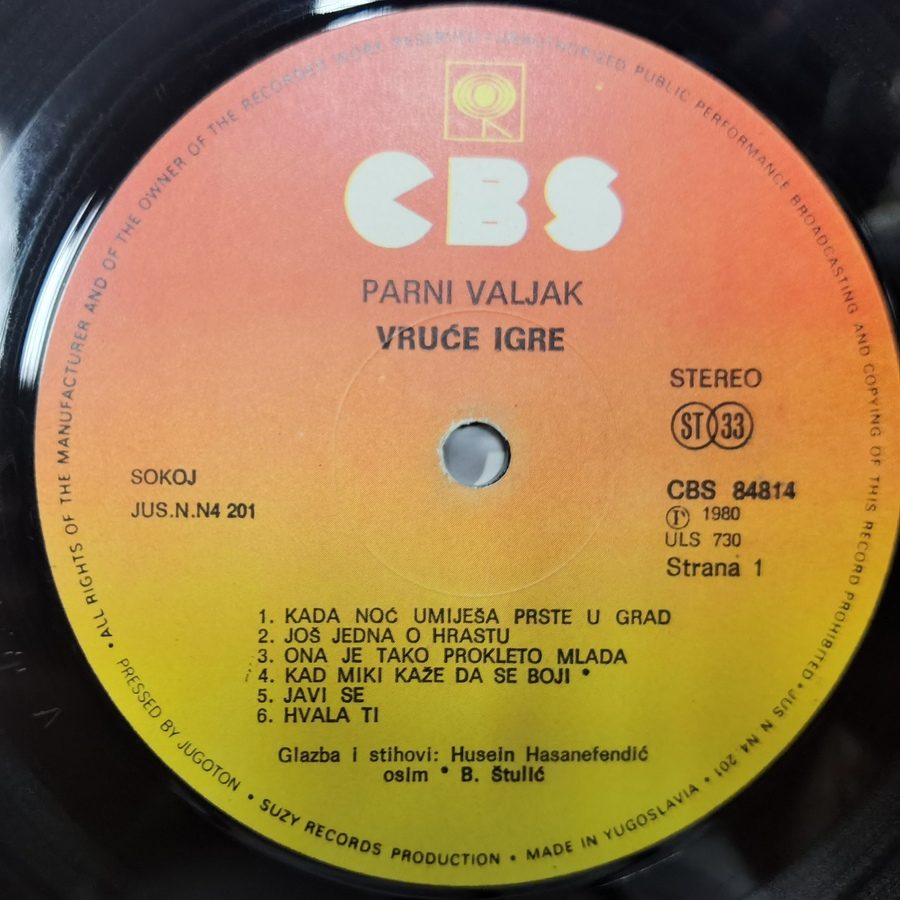 CBS
PARNI VALJAK
VRUĆE IGRE
STEREO
ST 33
SOKOJ
JUS.N.N4 201
CBS 84814
Ⓟ 1980
ULS 730
Strana 1
1. KADA NOĆ UMIJEŠA PRSTE U GRAD
2. JOŠ JEDNA O HRASTU
3. ONA JE TAKO PROKLETO MLADA
4. KAD MIKI KAŽE DA SE BOJI *
5. JAVI SE
6. HVALA TI
Glazba i stihovi: Husein Hasanefendić
osim * B. Štulić
• ALL RIGHTS OF THE MANUFACTURER AND OF THE OWNER OF THE RECORDED WORK RESERVED • UNAUTHORIZED PUBLIC PERFORMANCE BROADCASTING AND COPYING OF THIS RECORD PROHIBITED • JUS N N4 201 •
PRESSED BY JUGOTON • SUZY RECORDS PRODUCTION • MADE IN YUGOSLAVIA